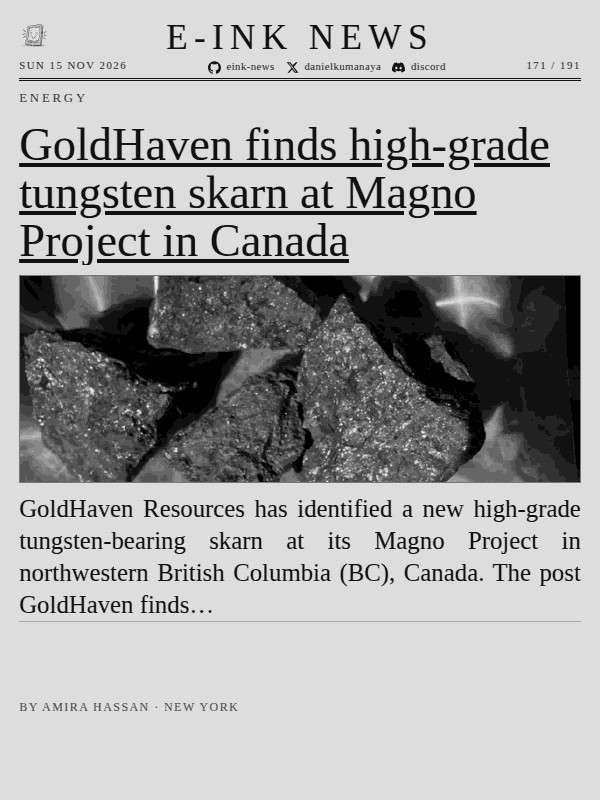 E-INK NEWS
SUN 15 NOV 2026
eink-news
danielkumanaya
discord
171 / 191
ENERGY
GoldHaven finds high-grade
tungsten skarn at Magno
Project in Canada
GoldHaven Resources has identified a new high-grade
tungsten-bearing skarn at its Magno Project in
northwestern British Columbia (BC), Canada. The post
GoldHaven finds…
BY AMIRA HASSAN · NEW YORK